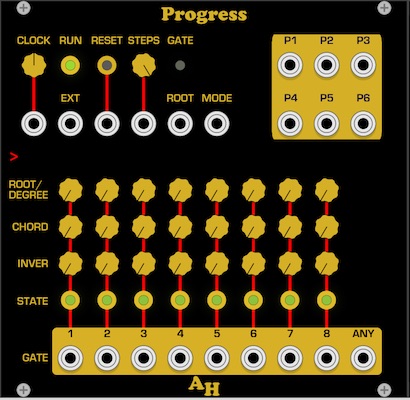 Progress
CLOCK RUN RESET STEPS GATE
P1 P2 P3
EXT ROOT MODE
P4 P5 P6
>
ROOT/
DEGREE
CHORD
INVER
STATE
1 2 3 4 5 6 7 8 ANY
GATE
AH